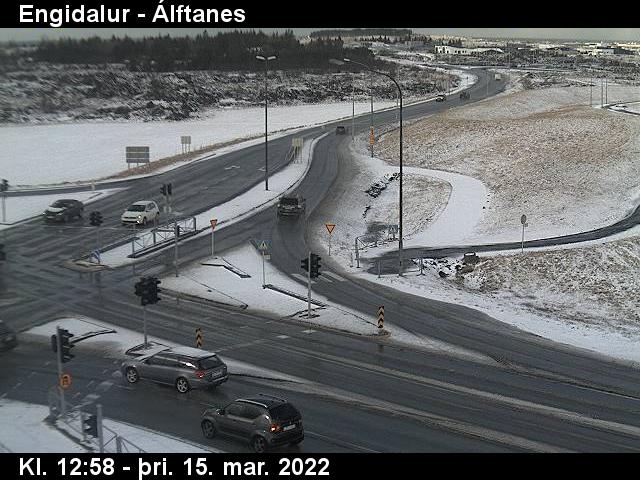 Engidalur - Álftanes
Kl. 12:58 - þri. 15. mar. 2022